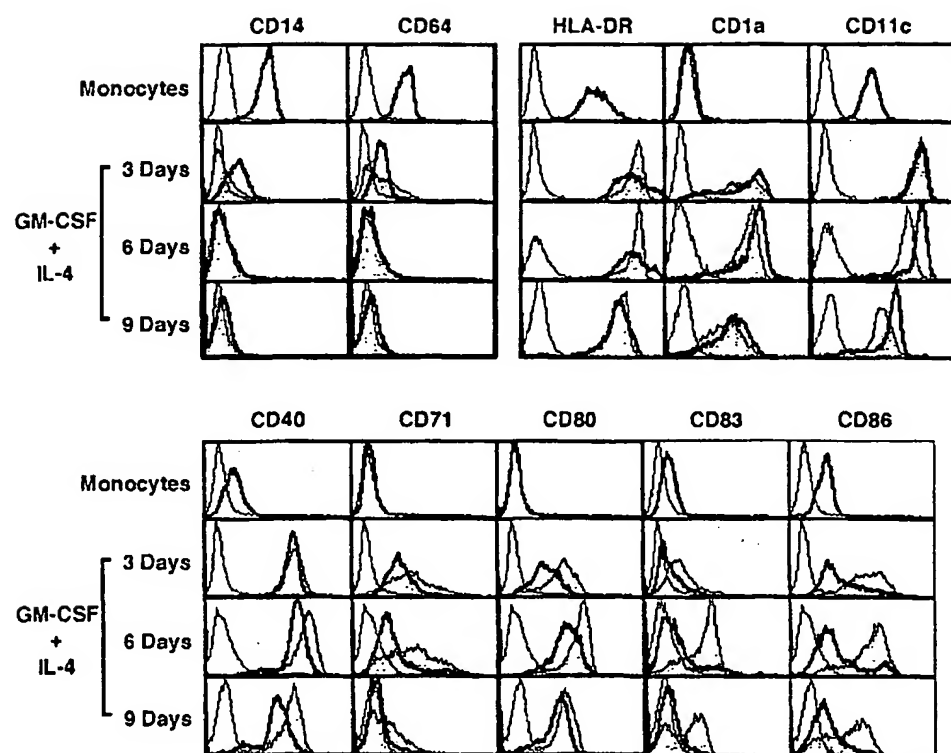 CD14 CD64 HLA-DR CD1a CD11c
Monocytes
3 Days
GM-CSF
+
IL-4
6 Days
9 Days
CD40 CD71 CD80 CD83 CD86
Monocytes
3 Days
GM-CSF
+
IL-4
6 Days
9 Days